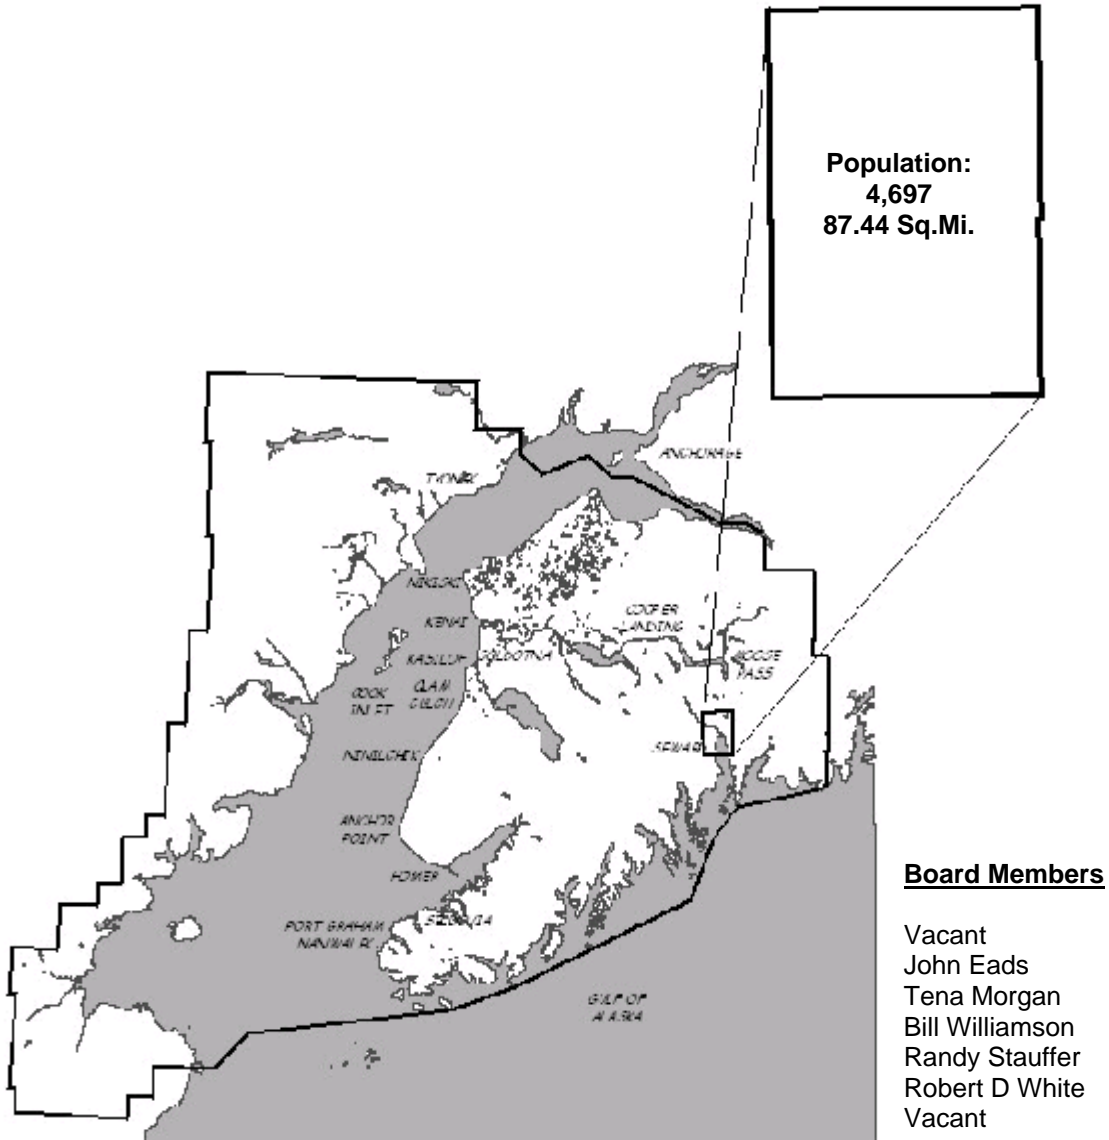 Population:
4,697
87.44 Sq.Mi.
ANCHORAGE
TYONEK
NIKISKI
COOPER
LANDING
KENAI
SOLDOTNA
MOOSE
PASS
KASILOF
CLAM
GULCH
COOK
INLET
SEWARD
NINILCHIK
ANCHOR
POINT
HOMER
SELDOVIA
PORT GRAHAM
NANWALEK
GULF OF
ALASKA
Board Members
Vacant
John Eads
Tena Morgan
Bill Williamson
Randy Stauffer
Robert D White
Vacant